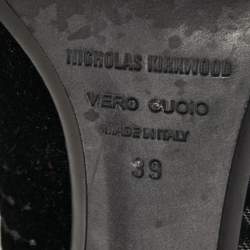 NICHOLAS KIRKWOOD
VERO CUOIO
MADE IN ITALY
39